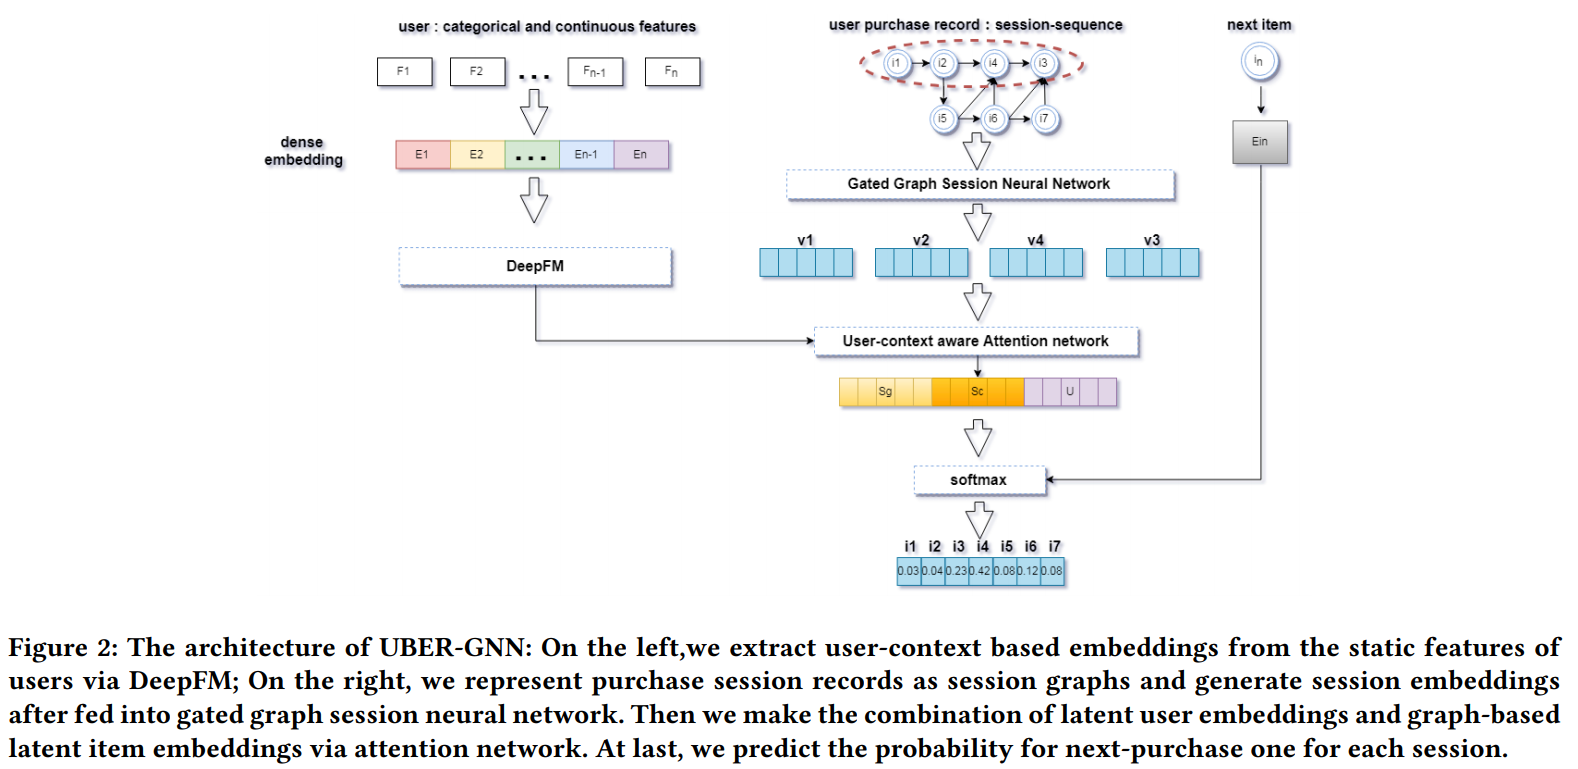 user : categorical and continuous features
F1 F2 ... Fn-1 Fn
dense
embedding
E1 E2 ... En-1 En
DeepFM
user purchase record : session-sequence
i1 i2 i4 i3
i5 i6 i7
Gated Graph Session Neural Network
v1 v2 v4 v3
User-context aware Attention network
Sg Sc U
softmax
i1 i2 i3 i4 i5 i6 i7
0.03 0.04 0.23 0.42 0.08 0.12 0.08
next item
in
Ein
Figure 2: The architecture of UBER-GNN: On the left,we extract user-context based embeddings from the static features of
users via DeepFM; On the right, we represent purchase session records as session graphs and generate session embeddings
after fed into gated graph session neural network. Then we make the combination of latent user embeddings and graph-based
latent item embeddings via attention network. At last, we predict the probability for next-purchase one for each session.